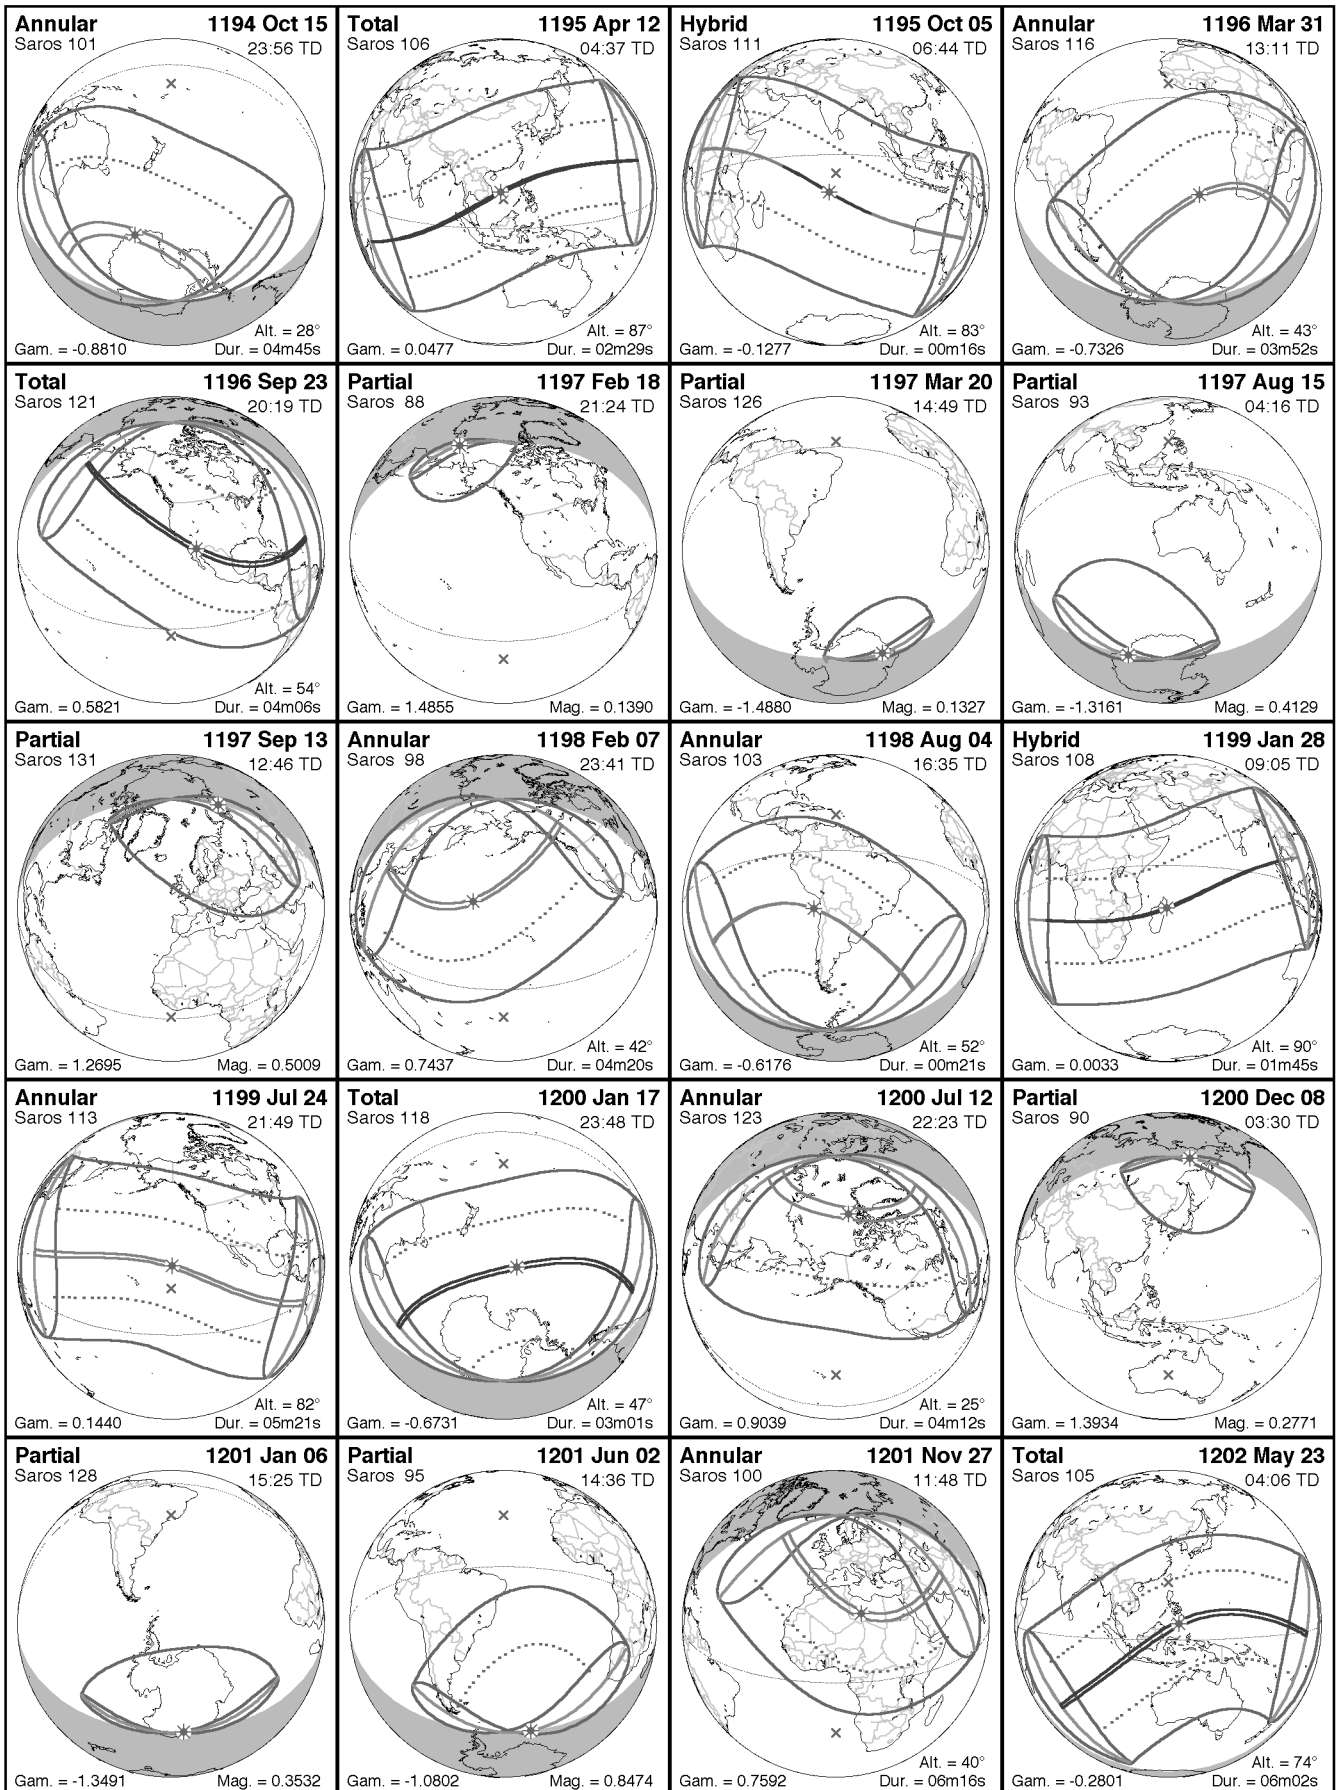 Annular 1194 Oct 15
Saros 101 23:56 TD
Alt. = 28°
Gam. = -0.8810 Dur. = 04m45s
Total 1195 Apr 12
Saros 106 04:37 TD
Alt. = 87°
Gam. = 0.0477 Dur. = 02m29s
Hybrid 1195 Oct 05
Saros 111 06:44 TD
Alt. = 83°
Gam. = -0.1277 Dur. = 00m16s
Annular 1196 Mar 31
Saros 116 13:11 TD
Alt. = 43°
Gam. = -0.7326 Dur. = 03m52s
Total 1196 Sep 23
Saros 121 20:19 TD
Alt. = 54°
Gam. = 0.5821 Dur. = 04m06s
Partial 1197 Feb 18
Saros 88 21:24 TD
Gam. = 1.4855 Mag. = 0.1390
Partial 1197 Mar 20
Saros 126 14:49 TD
Gam. = -1.4880 Mag. = 0.1327
Partial 1197 Aug 15
Saros 93 04:16 TD
Gam. = -1.3161 Mag. = 0.4129
Partial 1197 Sep 13
Saros 131 12:46 TD
Gam. = 1.2695 Mag. = 0.5009
Annular 1198 Feb 07
Saros 98 23:41 TD
Alt. = 42°
Gam. = 0.7437 Dur. = 04m20s
Annular 1198 Aug 04
Saros 103 16:35 TD
Alt. = 52°
Gam. = -0.6176 Dur. = 00m21s
Hybrid 1199 Jan 28
Saros 108 09:05 TD
Alt. = 90°
Gam. = 0.0033 Dur. = 01m45s
Annular 1199 Jul 24
Saros 113 21:49 TD
Alt. = 82°
Gam. = 0.1440 Dur. = 05m21s
Total 1200 Jan 17
Saros 118 23:48 TD
Alt. = 47°
Gam. = -0.6731 Dur. = 03m01s
Annular 1200 Jul 12
Saros 123 22:23 TD
Alt. = 25°
Gam. = 0.9039 Dur. = 04m12s
Partial 1200 Dec 08
Saros 90 03:30 TD
Gam. = 1.3934 Mag. = 0.2771
Partial 1201 Jan 06
Saros 128 15:25 TD
Gam. = -1.3491 Mag. = 0.3532
Partial 1201 Jun 02
Saros 95 14:36 TD
Gam. = -1.0802 Mag. = 0.8474
Annular 1201 Nov 27
Saros 100 11:48 TD
Alt. = 40°
Gam. = 0.7592 Dur. = 06m16s
Total 1202 May 23
Saros 105 04:06 TD
Alt. = 74°
Gam. = -0.2801 Dur. = 06m02s